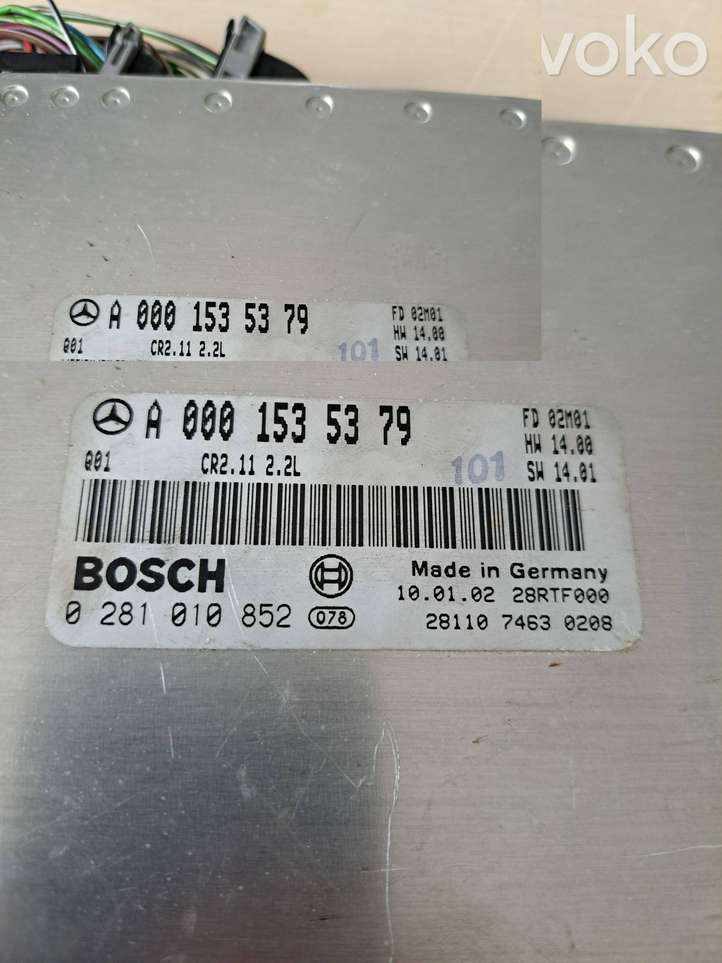 voko
A 000 153 53 79
FD 02M01
HW 14.00
Q01 CR2.11 2.2L
101
SW 14.01
A 000 153 53 79
FD 02M01
HW 14.00
Q01 CR2.11 2.2L
101
SW 14.01
BOSCH
Made in Germany
10.01.02 28RTF000
0 281 010 852 078
28110 7463 0208